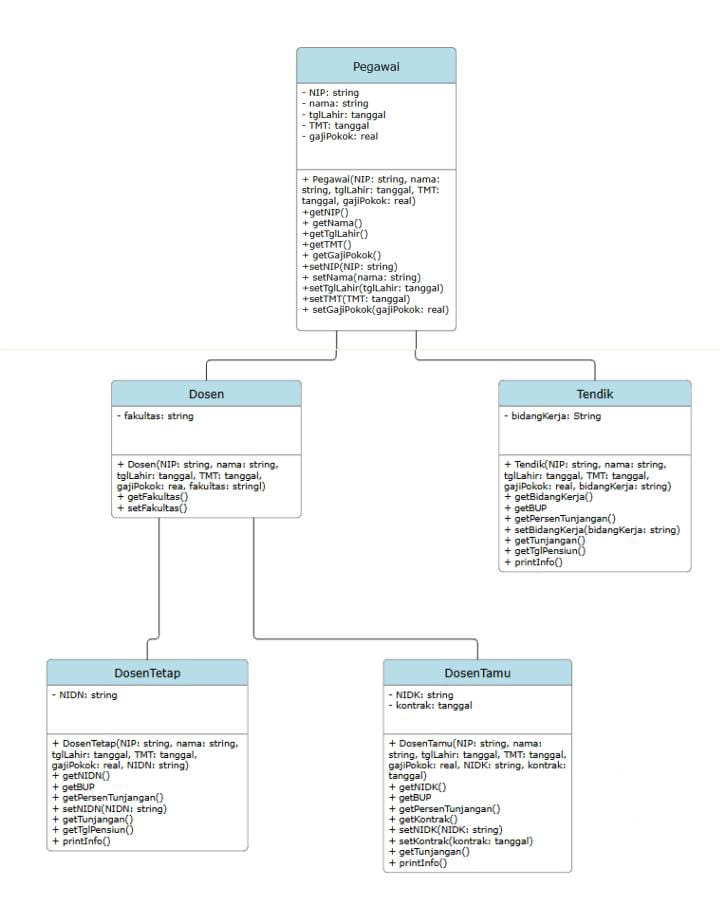 Pegawai
- NIP: string
- nama: string
- tglLahir: tanggal
- TMT: tanggal
- gajiPokok: real
+ Pegawai(NIP: string, nama:
string, tglLahir: tanggal, TMT:
tanggal, gajiPokok: real)
+getNIP()
+ getNama()
+getTglLahir()
+getTMT()
+ getGajiPokok()
+setNIP(NIP: string)
+ setNama(nama: string)
+setTglLahir(tglLahir: tanggal)
+setTMT(TMT: tanggal)
+ setGajiPokok(gajiPokok: real)
Dosen
- fakultas: string
+ Dosen(NIP: string, nama: string,
tglLahir: tanggal, TMT: tanggal,
gajiPokok: rea, fakultas: stringl)
+ getFakultas()
+ setFakultas()
Tendik
- bidangKerja: String
+ Tendik(NIP: string, nama: string,
tglLahir: tanggal, TMT: tanggal,
gajiPokok: real, bidangKerja: string)
+ getBidangKerja()
+ getBUP
+ getPersenTunjangan()
+ setBidangKerja(bidangKerja: string)
+ getTunjangan()
+ getTglPensiun()
+ printInfo()
DosenTetap
- NIDN: string
+ DosenTetap(NIP: string, nama: string,
tglLahir: tanggal, TMT: tanggal,
gajiPokok: real, NIDN: string)
+ getNIDN()
+ getBUP
+ getPersenTunjangan()
+ setNIDN(NIDN: string)
+ getTunjangan()
+ getTglPensiun()
+ printInfo()
DosenTamu
- NIDK: string
- kontrak: tanggal
+ DosenTamu(NIP: string, nama:
string, tglLahir: tanggal, TMT: tanggal,
gajiPokok: real, NIDK: string, kontrak:
tanggal)
+ getNIDK()
+ getBUP
+ getPersenTunjangan()
+ getKontrak()
+ setNIDK(NIDK: string)
+ setKontrak(kontrak: tanggal)
+ getTunjangan()
+ printInfo()